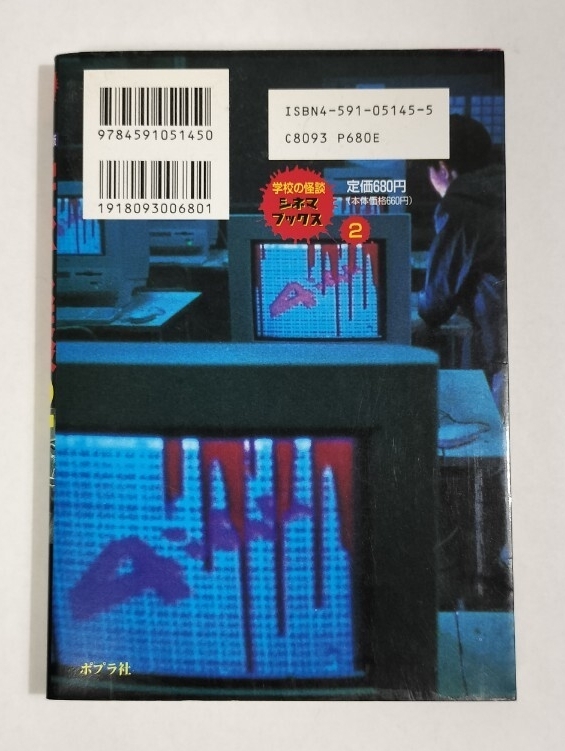 9784591051450
1918093006801
ISBN4-591-05145-5
C8093 P680E
学校の怪談
シネマ
ブックス
2
定価680円
(本体価格660円)
ポプラ社